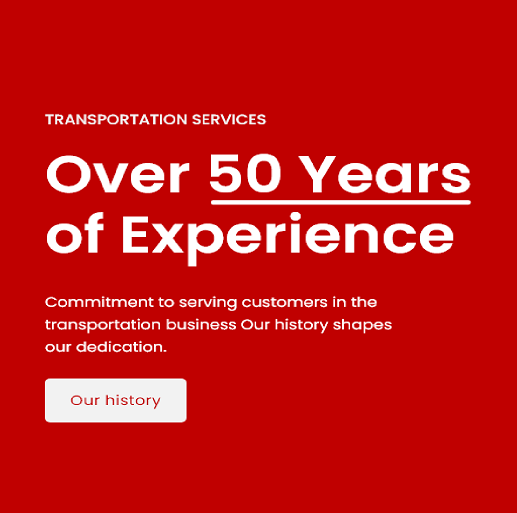 TRANSPORTATION SERVICES
Over 50 Years
of Experience
Commitment to serving customers in the
transportation business Our history shapes
our dedication.
Our history